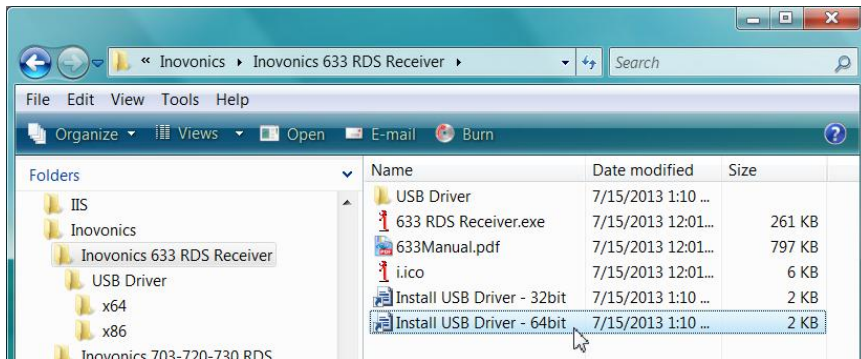 « Inovonics ▸ Inovonics 633 RDS Receiver ▸ Search
File Edit View Tools Help
Organize Views Open E-mail Burn
Folders
IIS
Inovonics
Inovonics 633 RDS Receiver
USB Driver
x64
x86
Inovonics 703-720-730 RDS
Name Date modified Size
USB Driver 7/15/2013 1:10 ...
633 RDS Receiver.exe 7/15/2013 12:01... 261 KB
633Manual.pdf 7/15/2013 12:01... 797 KB
i.ico 7/15/2013 12:01... 6 KB
Install USB Driver - 32bit 7/15/2013 1:10 ... 2 KB
Install USB Driver - 64bit 7/15/2013 1:10 ... 2 KB